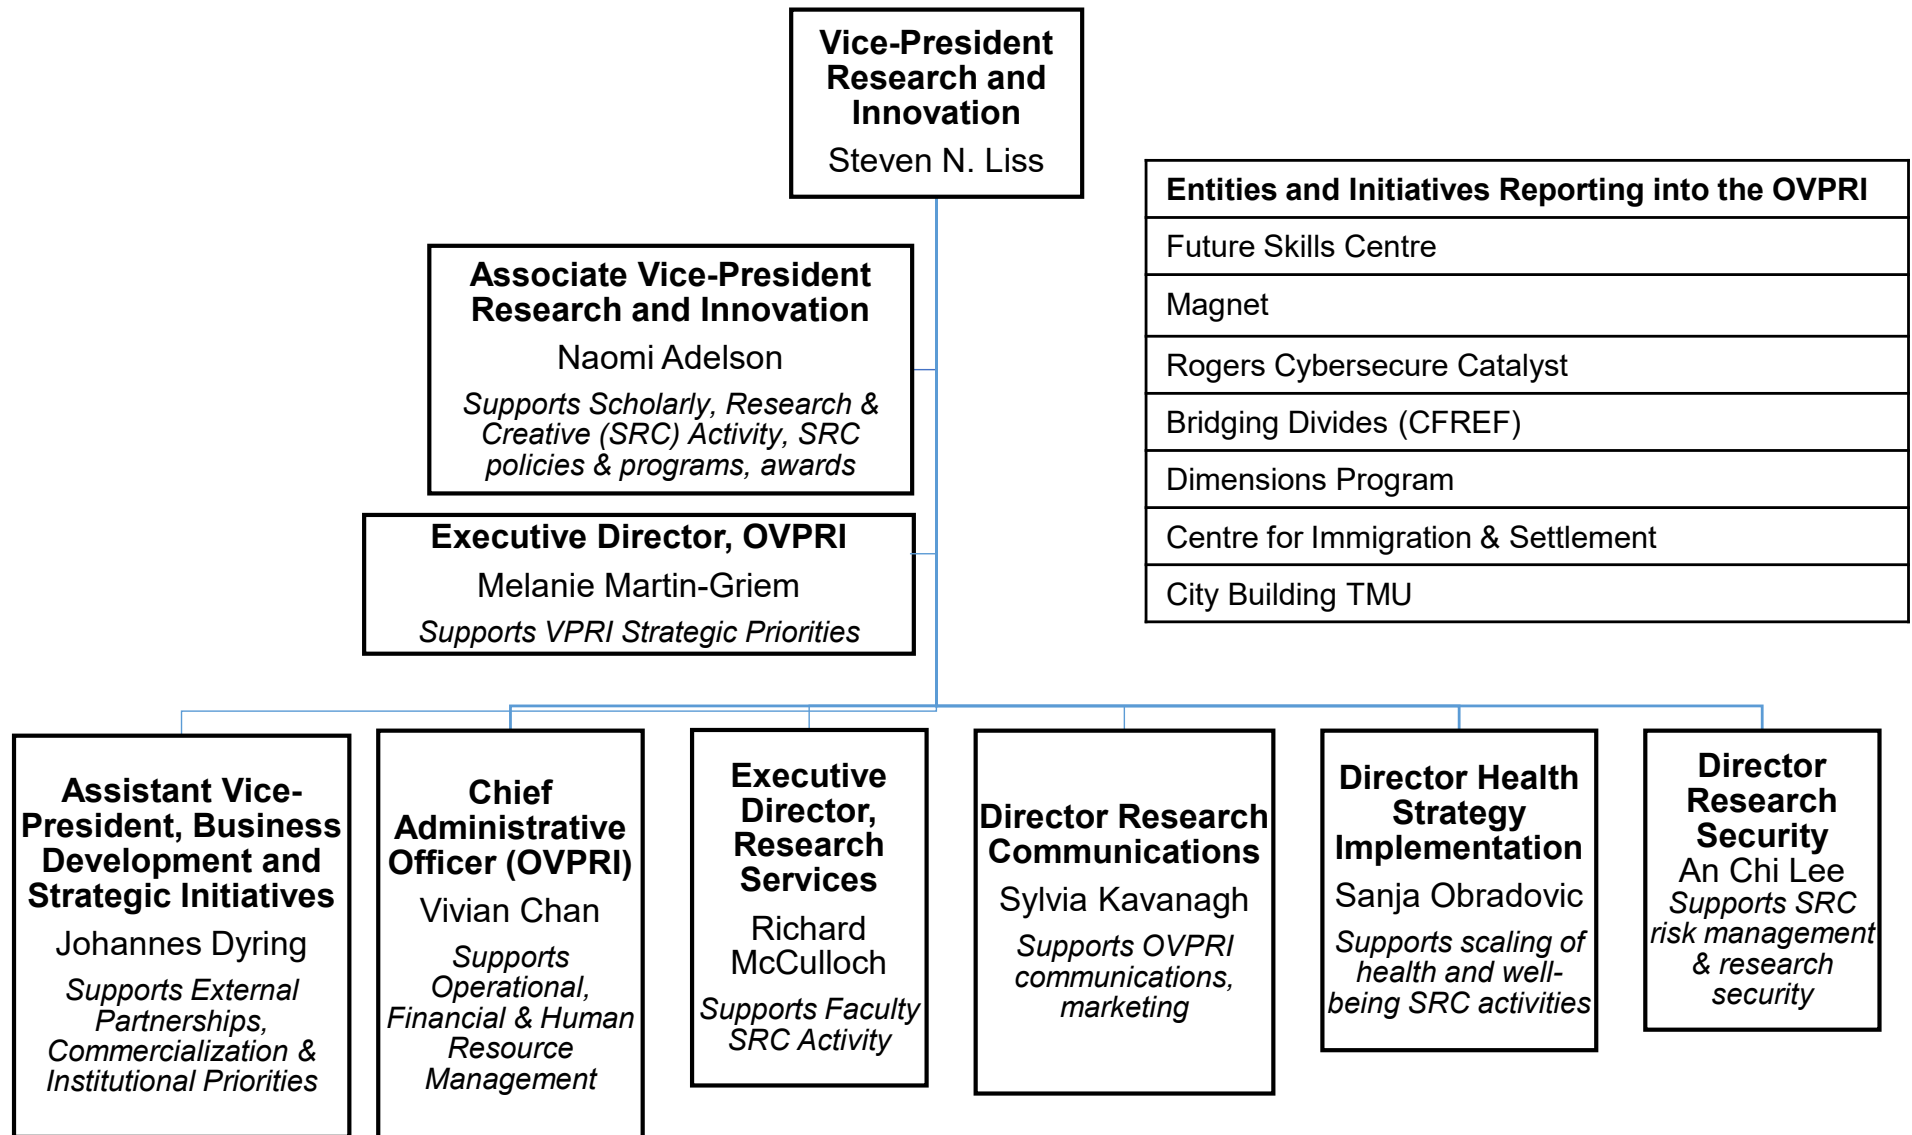 Vice-President
Research and
Innovation
Steven N. Liss
Entities and Initiatives Reporting into the OVPRI
Future Skills Centre
Magnet
Rogers Cybersecure Catalyst
Bridging Divides (CFREF)
Dimensions Program
Centre for Immigration & Settlement
City Building TMU
Associate Vice-President
Research and Innovation
Naomi Adelson
Supports Scholarly, Research &
Creative (SRC) Activity, SRC
policies & programs, awards
Executive Director, OVPRI
Melanie Martin-Griem
Supports VPRI Strategic Priorities
Assistant Vice-
President, Business
Development and
Strategic Initiatives
Johannes Dyring
Supports External
Partnerships,
Commercialization &
Institutional Priorities
Chief
Administrative
Officer (OVPRI)
Vivian Chan
Supports
Operational,
Financial & Human
Resource
Management
Executive
Director,
Research
Services
Richard
McCulloch
Supports Faculty
SRC Activity
Director Research
Communications
Sylvia Kavanagh
Supports OVPRI
communications,
marketing
Director Health
Strategy
Implementation
Sanja Obradovic
Supports scaling of
health and well-
being SRC activities
Director
Research
Security
An Chi Lee
Supports SRC
risk management
& research
security